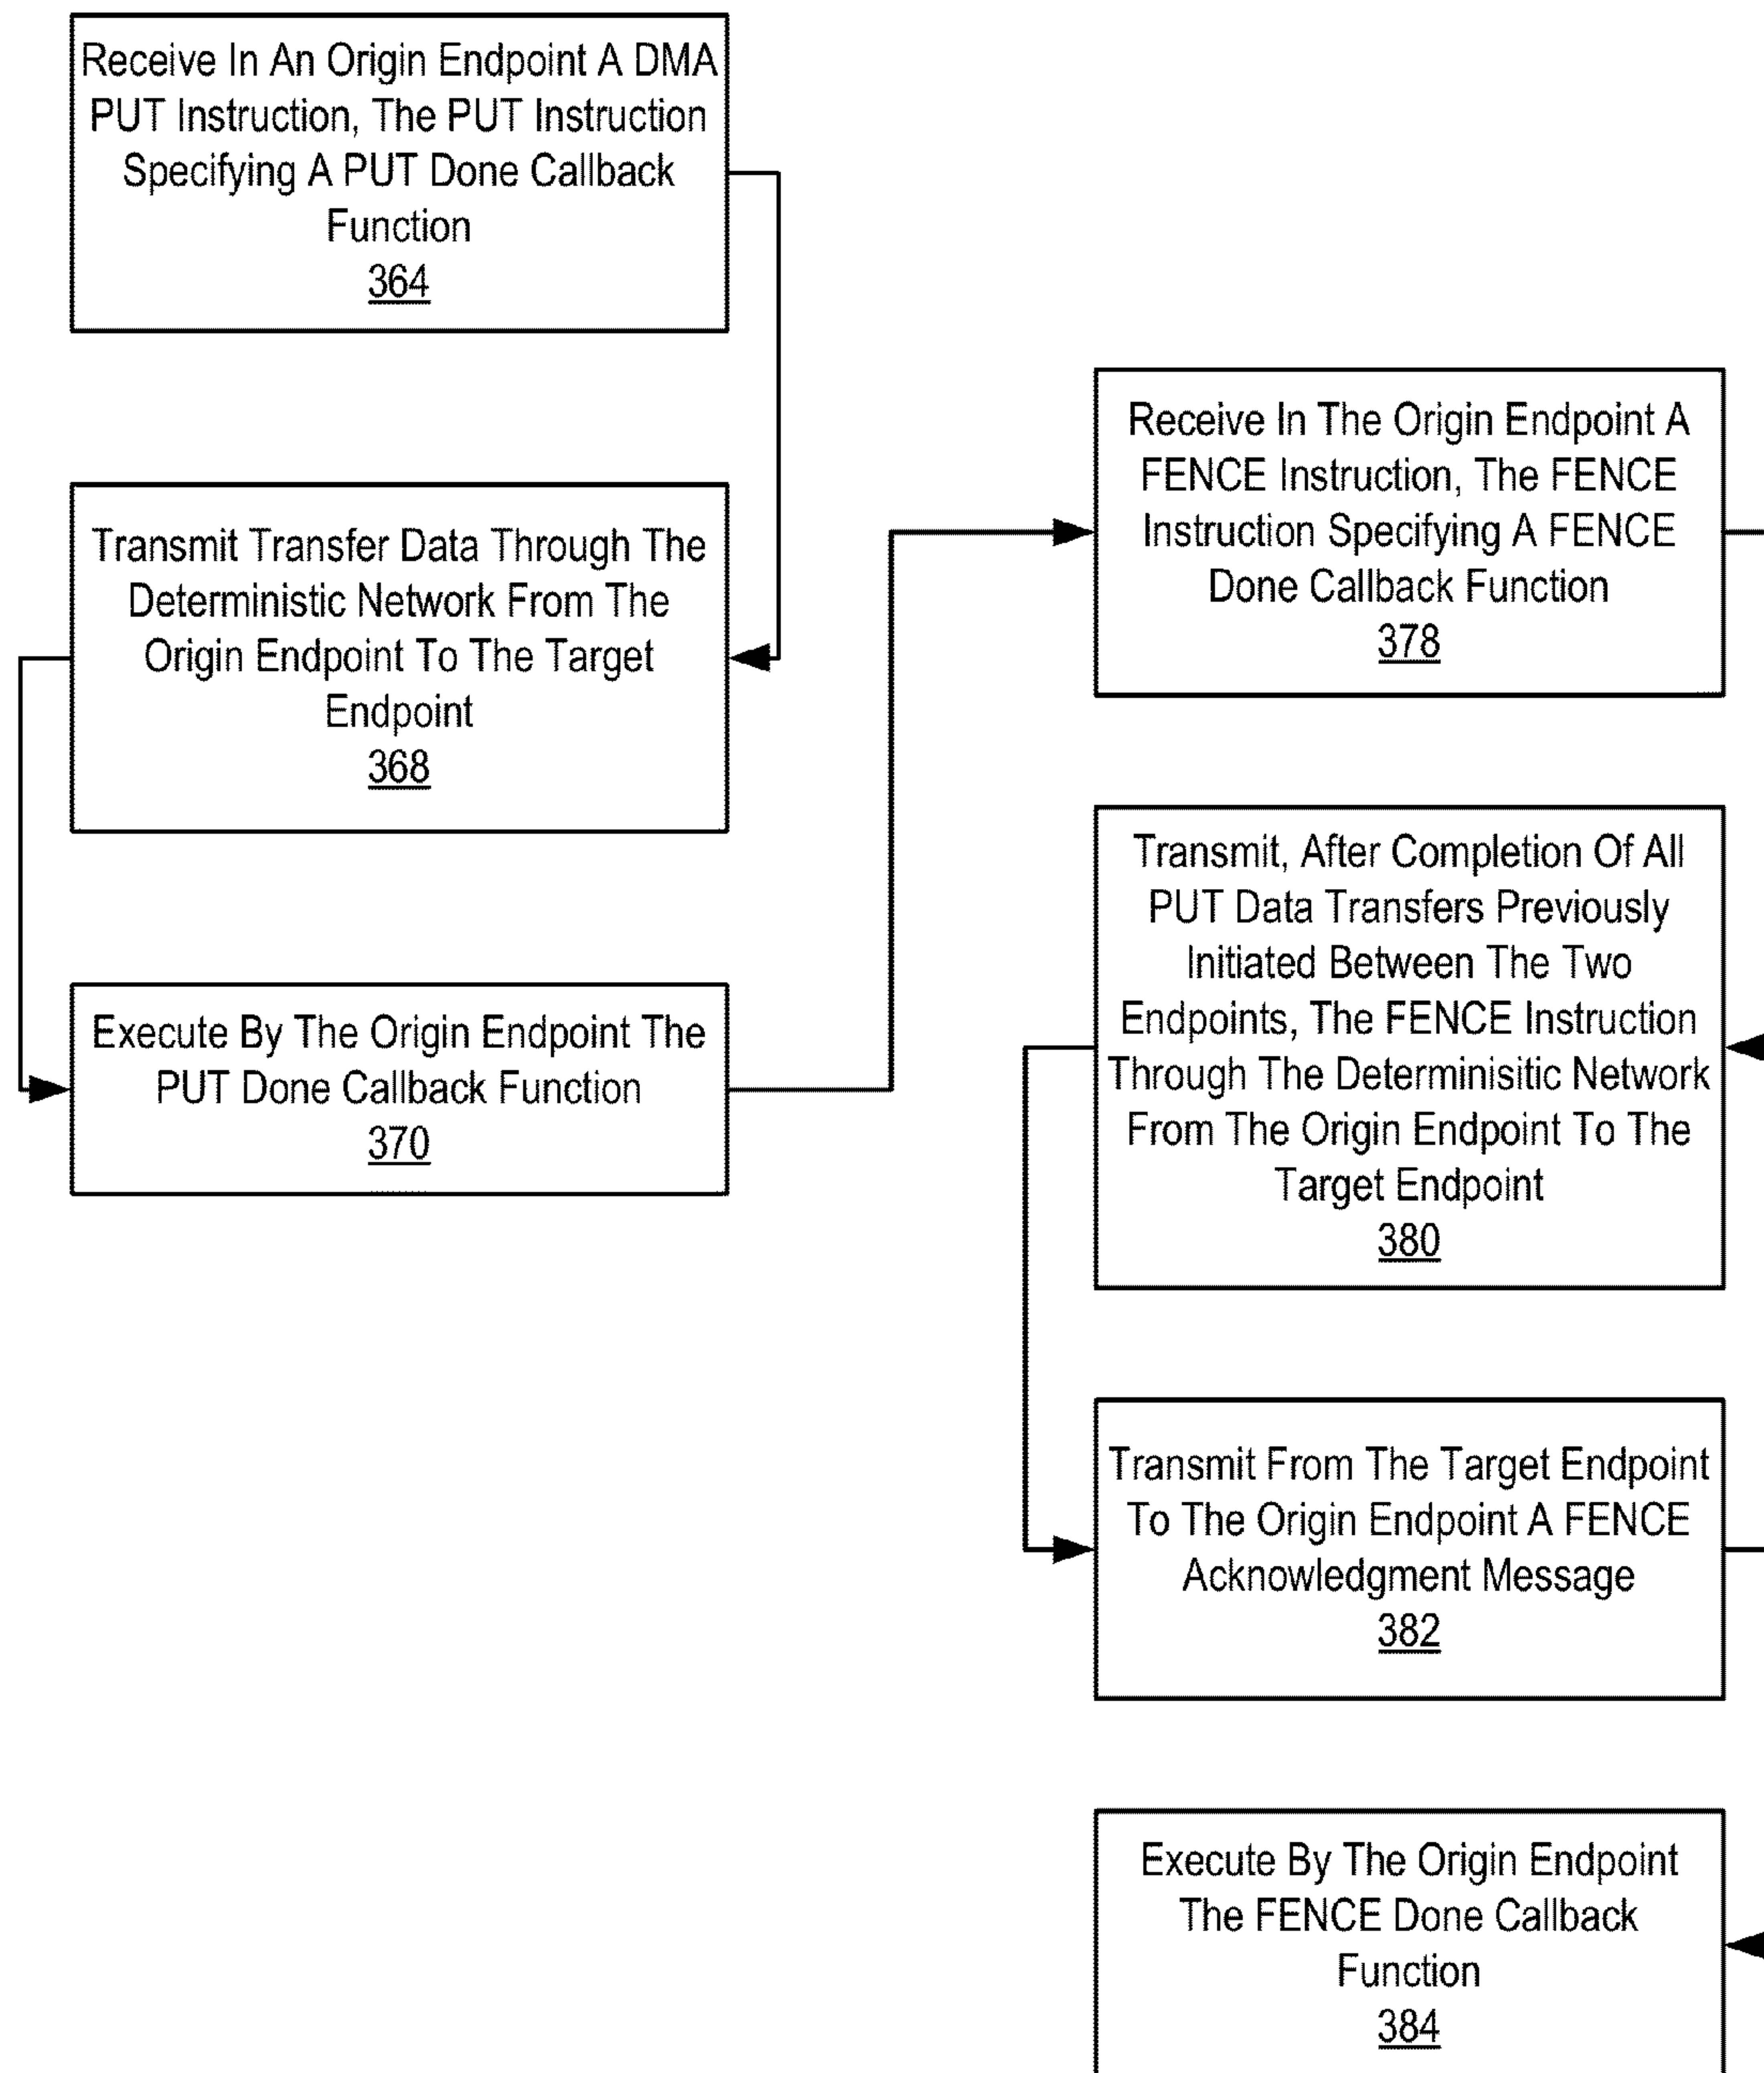 Receive In An Origin Endpoint A DMA
PUT Instruction, The PUT Instruction
Specifying A PUT Done Callback
Function
364
Transmit Transfer Data Through The
Deterministic Network From The
Origin Endpoint To The Target
Endpoint
368
Execute By The Origin Endpoint The
PUT Done Callback Function
370
Receive In The Origin Endpoint A
FENCE Instruction, The FENCE
Instruction Specifying A FENCE
Done Callback Function
378
Transmit, After Completion Of All
PUT Data Transfers Previously
Initiated Between The Two
Endpoints, The FENCE Instruction
Through The Determinisitic Network
From The Origin Endpoint To The
Target Endpoint
380
Transmit From The Target Endpoint
To The Origin Endpoint A FENCE
Acknowledgment Message
382
Execute By The Origin Endpoint
The FENCE Done Callback
Function
384